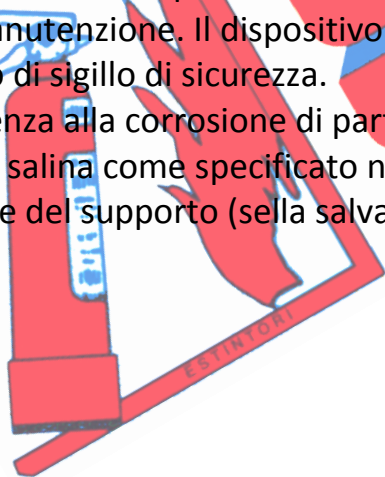 nutenzione. Il dispositivo
di sigillo di sicurezza.
enza alla corrosione di part
salina come specificato n
e del supporto (sella salva
ESTINTORI